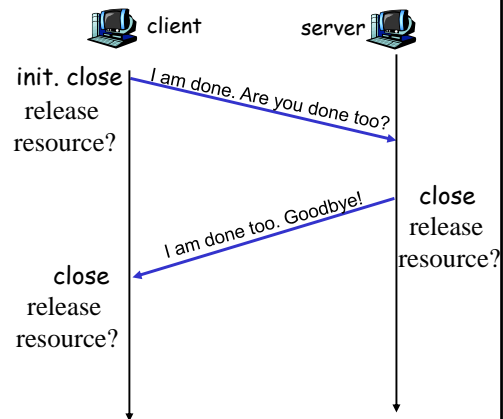 client
server
init. close
release
resource?
I am done. Are you done too?
I am done too. Goodbye!
close
release
resource?
close
release
resource?